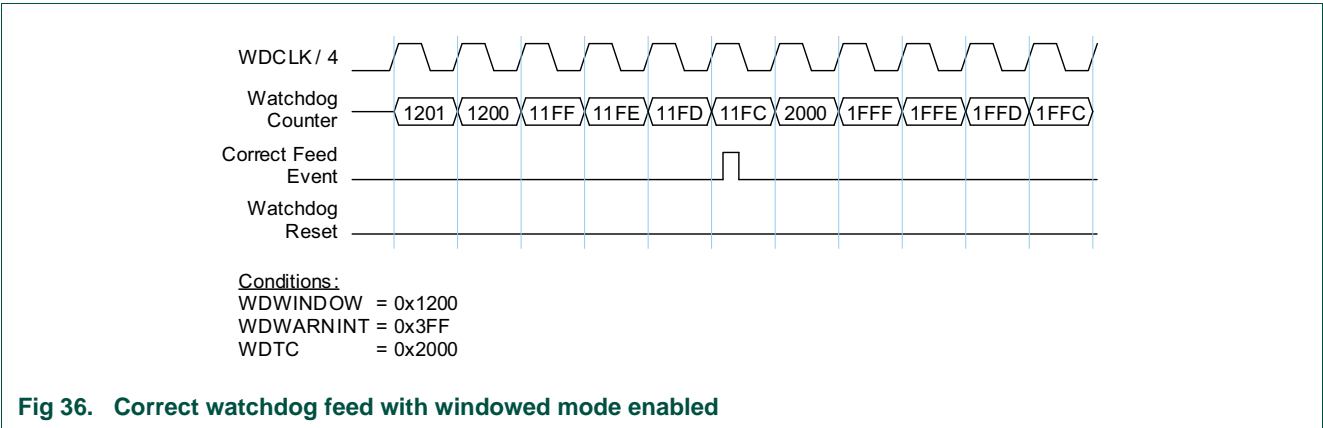 WDCLK / 4
Watchdog
Counter
1201 1200 11FF 11FE 11FD 11FC 2000 1FFF 1FFE 1FFD 1FFC
Correct Feed
Event
Watchdog
Reset
Conditions:
WDWINDOW = 0x1200
WDWARNINT = 0x3FF
WDTC = 0x2000
Fig 36. Correct watchdog feed with windowed mode enabled